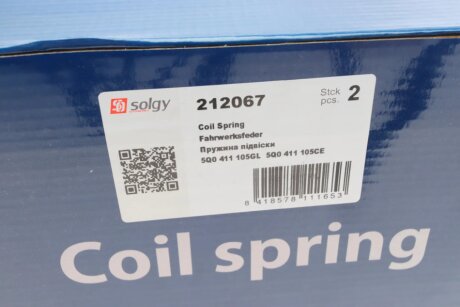 solgy
212067
Stck
pcs. 2
Coil Spring
Fahrwerksfeder
Пружина підвіски
5Q0 411 105GL 5Q0 411 105CE
8 418578 111653
Coil spring